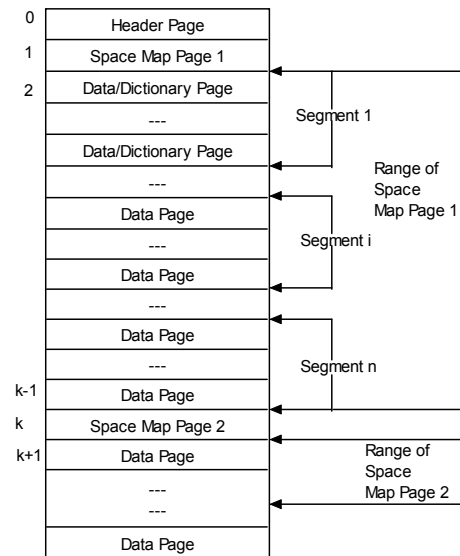 0
Header Page
1
Space Map Page 1
2
Data/Dictionary Page
---
Segment 1
Data/Dictionary Page
---
Range of
Space
Map Page 1
Data Page
---
Segment i
Data Page
---
Data Page
---
Segment n
k-1
Data Page
k
Space Map Page 2
k+1
Data Page
Range of
Space
Map Page 2
---
---
Data Page